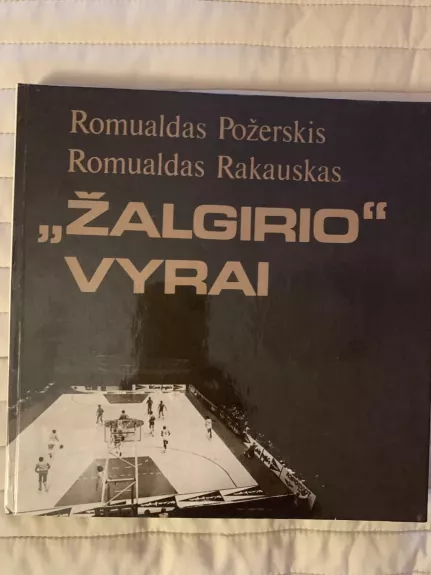 Romualdas Požerskis
Romualdas Rakauskas
„ŽALGIRIO“
VYRAI